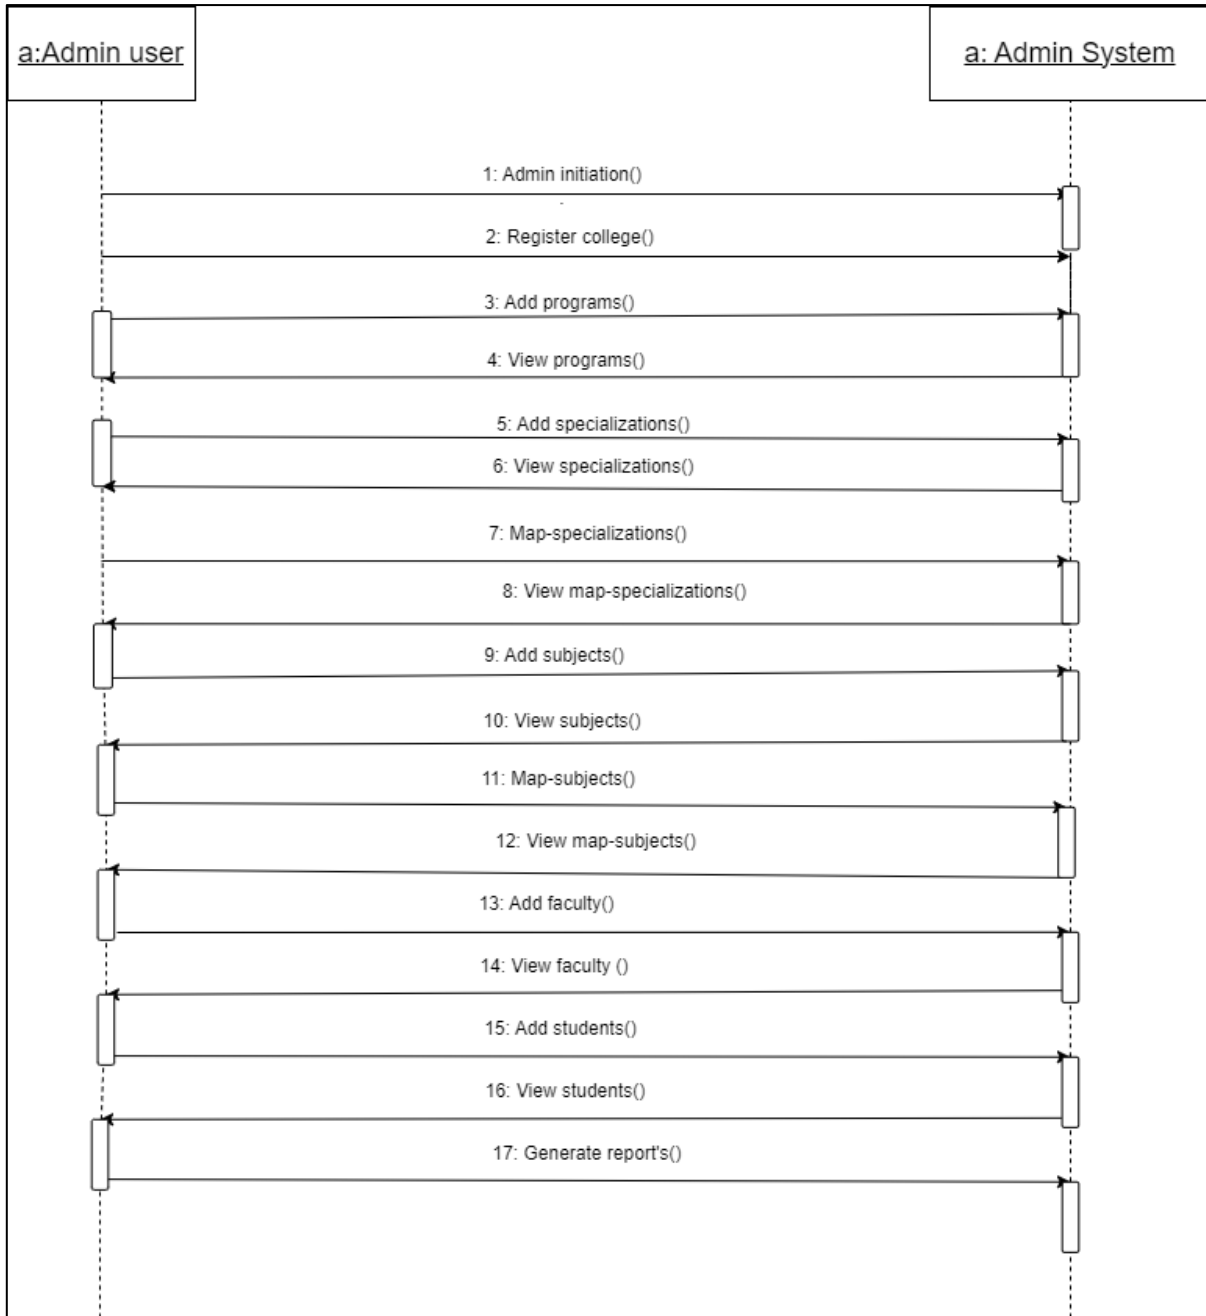 a:Admin user
a: Admin System
1: Admin initiation()
2: Register college()
3: Add programs()
4: View programs()
5: Add specializations()
6: View specializations()
7: Map-specializations()
8: View map-specializations()
9: Add subjects()
10: View subjects()
11: Map-subjects()
12: View map-subjects()
13: Add faculty()
14: View faculty ()
15: Add students()
16: View students()
17: Generate report's()